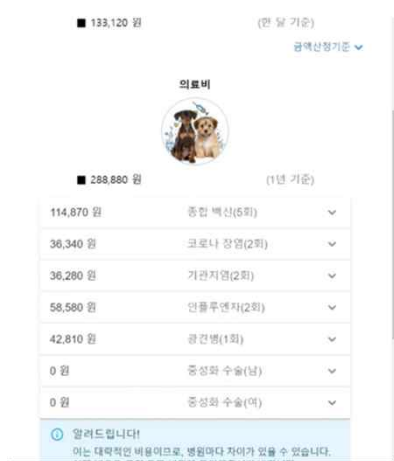 ■ 133,120 원 (한 달 기준)
금액산정기준
의료비
■ 288,880 원 (1년 기준)
114,870 원 종합 백신(5회)
36,340 원 코로나 장염(2회)
36,280 원 기관지염(2회)
58,580 원 인플루엔자(2회)
42,810 원 광견병(1회)
0 원 중성화 수술(남)
0 원 중성화 수술(여)
알려드립니다!
이는 대략적인 비용이므로, 병원마다 차이가 있을 수 있습니다.